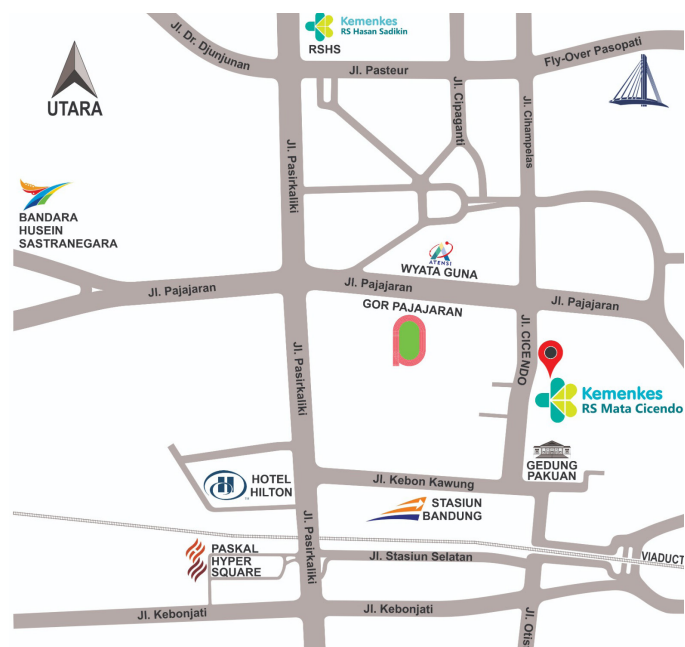 Kemenkes
RS Hasan Sadikin
RSHS
Jl. Dr. Djunjunan
Jl. Pasteur
Fly-Over Pasopati
UTARA
Jl. Cipaganti
Jl. Cihampelas
Jl. Pasirkaliki
BANDARA
HUSEIN
SASTRANEGARA
ATENSI
WYATA GUNA
Jl. Pajajaran
Jl. Pajajaran
Jl. Pajajaran
GOR PAJAJARAN
Jl. CICENDO
Jl. Pasirkaliki
Kemenkes
RS Mata Cicendo
GEDUNG
PAKUAN
HOTEL
HILTON
Jl. Kebon Kawung
STASIUN
BANDUNG
Jl. Pasirkaliki
PASKAL
HYPER
SQUARE
Jl. Stasiun Selatan
VIADUCT
Jl. Kebonjati
Jl. Kebonjati
Jl. Otis